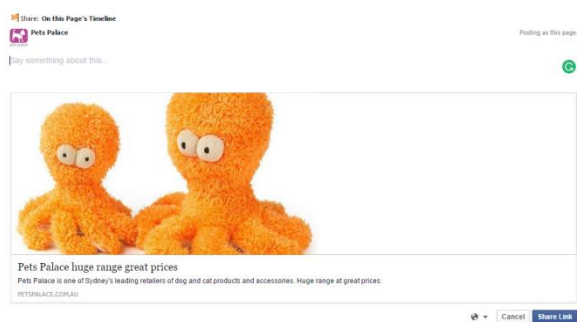 Share: On this Page's Timeline
Pets Palace
Posting as this page
Say something about this...
Pets Palace huge range great prices
Pets Palace is one of Sydney's leading retailers of dog and cat products and accessories. Huge range at great prices.
PETSPALACE.COM.AU
Cancel
Share Link